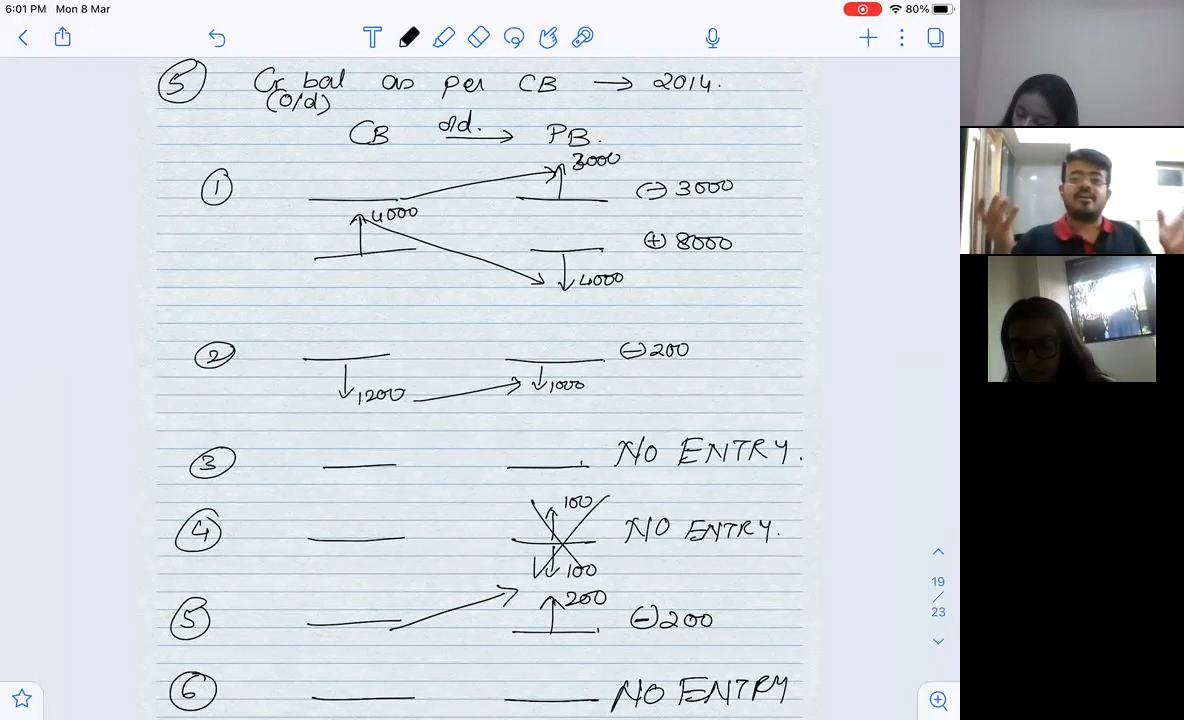 6:01 PM Mon 8 Mar
80%
T
5 Cr bal as per CB → 2014.
(O/d)
CB o/d. → PB.
3000
1 ⊖ 3000
4000
⊕ 8000
4000
2 ⊖ 200
1200 1000
3 NO ENTRY.
100
4 NO ENTRY.
100
200
5 ⊖ 200
6 NO ENTRY
19
/
23